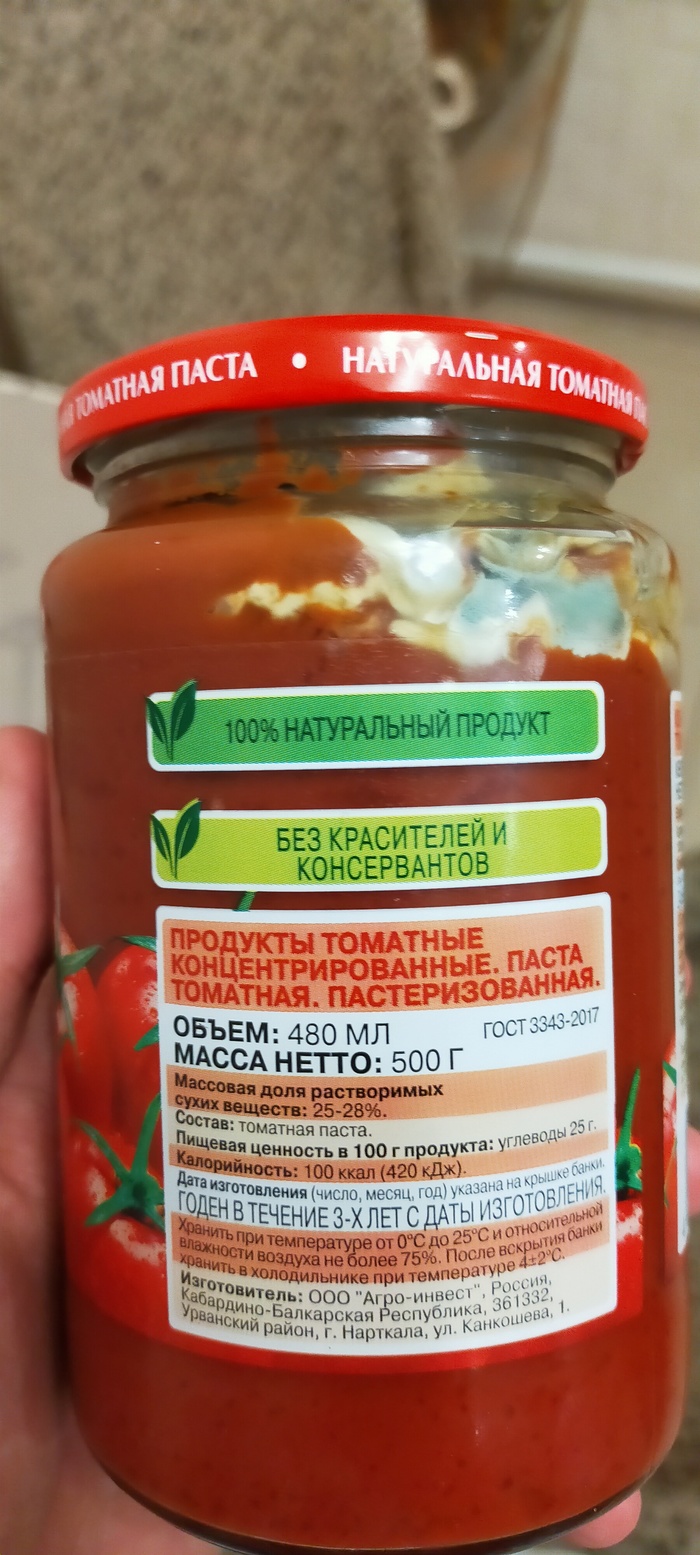 ТОМАТНАЯ ПАСТА • НАТУРАЛЬНАЯ ТОМАТНАЯ
100% НАТУРАЛЬНЫЙ ПРОДУКТ
БЕЗ КРАСИТЕЛЕЙ И
КОНСЕРВАНТОВ
ПРОДУКТЫ ТОМАТНЫЕ
КОНЦЕНТРИРОВАННЫЕ. ПАСТА
ТОМАТНАЯ. ПАСТЕРИЗОВАННАЯ.
ОБЪЕМ: 480 МЛ ГОСТ 3343-2017
МАССА НЕТТО: 500 Г
Массовая доля растворимых
сухих веществ: 25-28%.
Состав: томатная паста.
Пищевая ценность в 100 г продукта: углеводы 25 г.
Калорийность: 100 ккал (420 кДж).
Дата изготовления (число, месяц, год) указана на крышке банки.
ГОДЕН В ТЕЧЕНИЕ 3-Х ЛЕТ С ДАТЫ ИЗГОТОВЛЕНИЯ.
Хранить при температуре от 0°С до 25°С и относительной
влажности воздуха не более 75%. После вскрытия банки
хранить в холодильнике при температуре 4±2°С.
Изготовитель: ООО "Агро-инвест", Россия,
Кабардино-Балкарская Республика, 361332,
Урванский район, г. Нарткала, ул. Канкошева, 1.